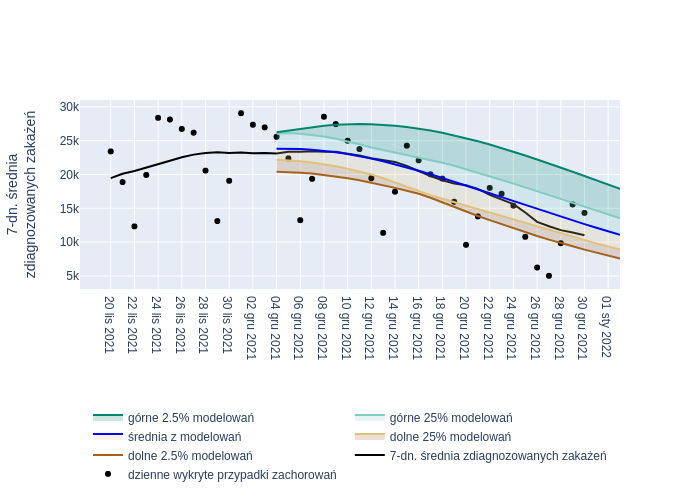 7-dn. średnia
zdiagnozowanych zakażeń
30k
25k
20k
15k
10k
5k
20 lis 2021
22 lis 2021
24 lis 2021
26 lis 2021
28 lis 2021
30 lis 2021
02 gru 2021
04 gru 2021
06 gru 2021
08 gru 2021
10 gru 2021
12 gru 2021
14 gru 2021
16 gru 2021
18 gru 2021
20 gru 2021
22 gru 2021
24 gru 2021
26 gru 2021
28 gru 2021
30 gru 2021
01 sty 2022
górne 2.5% modelowań
górne 25% modelowań
średnia z modelowań
dolne 25% modelowań
dolne 2.5% modelowań
7-dn. średnia zdiagnozowanych zakażeń
dzienne wykryte przypadki zachorowań